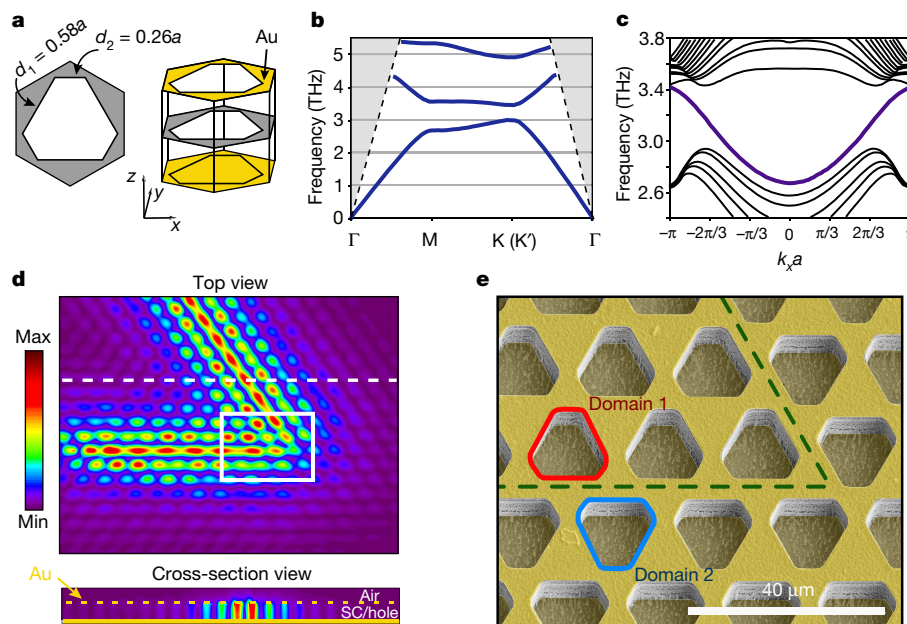 a
d₁ = 0.58a
d₂ = 0.26a
Au
z
y
x
b
Frequency (THz)
5
4
3
2
1
0
Γ
M
K (K′)
Γ
c
Frequency (THz)
3.8
3.4
3.0
2.6
−π
−2π/3
−π/3
0
π/3
2π/3
kₓa
d
Top view
Max
Min
Cross-section view
Au
Air
SC/hole
e
Domain 1
Domain 2
40 μm